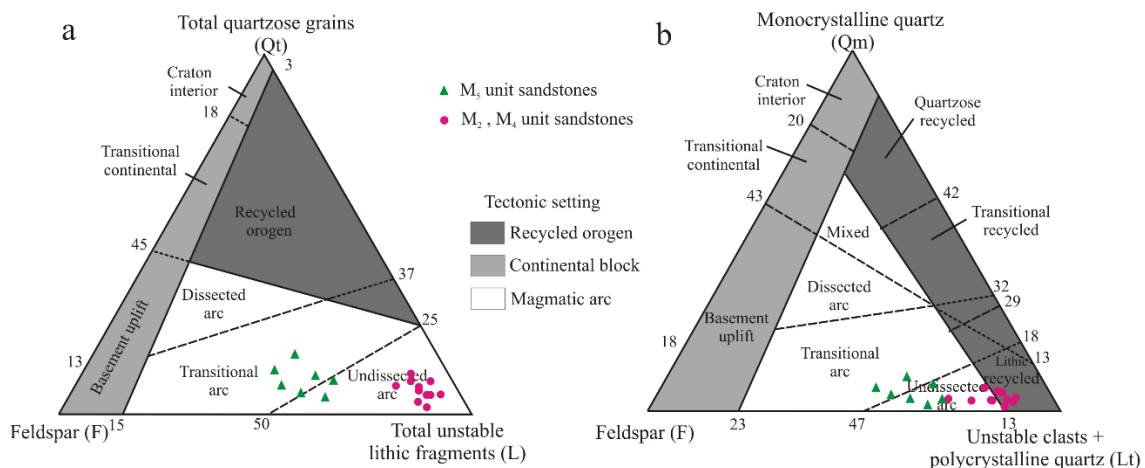 a
Total quartzose grains
(Qt)
3
Craton
interior
18
Transitional
continental
45
Recycled
orogen
37
Dissected
arc
25
Basement uplift
13
Transitional
arc
Undissected
arc
Feldspar (F)
15
50
Total unstable
lithic fragments (L)
M₅ unit sandstones
M₂ , M₄ unit sandstones
Tectonic setting
Recycled orogen
Continental block
Magmatic arc
b
Monocrystalline quartz
(Qm)
Craton
interior
20
Quartzose
recycled
Transitional
continental
43
42
Mixed
Transitional
recycled
Dissected
arc
32
29
18
Basement
uplift
18
13
Transitional
arc
Lithic
recycled
Undissected
arc
Feldspar (F)
23
47
13
Unstable clasts +
polycrystalline quartz (Lt)